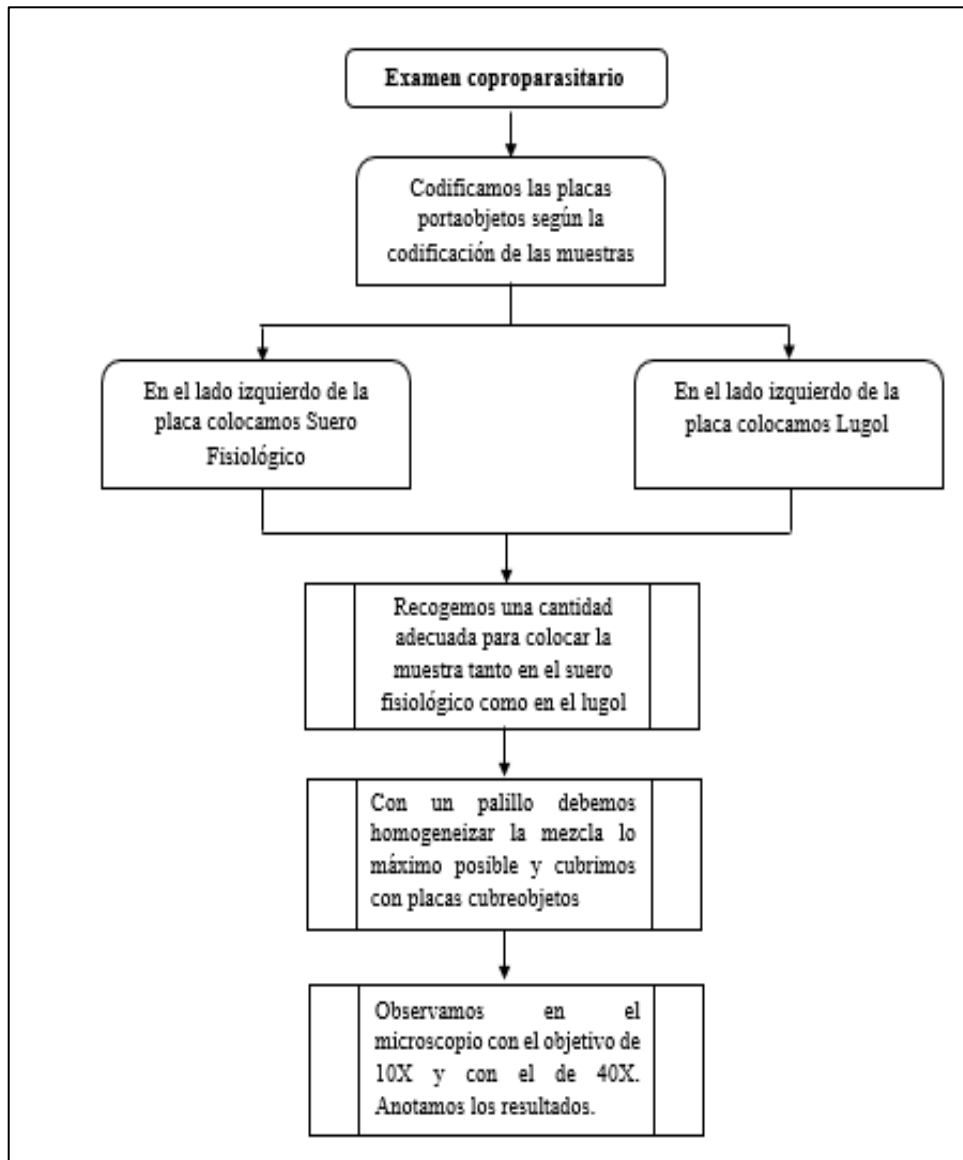 Examen coproparasitario
Codificamos las placas
portaobjetos según la
codificación de las muestras
En el lado izquierdo de la
placa colocamos Suero
Fisiológico
En el lado izquierdo de la
placa colocamos Lugol
Recogemos una cantidad
adecuada para colocar la
muestra tanto en el suero
fisiológico como en el lugol
Con un palillo debemos
homogeneizar la mezcla lo
máximo posible y cubrimos
con placas cubreobjetos
Observamos en el
microscopio con el objetivo de
10X y con el de 40X.
Anotamos los resultados.